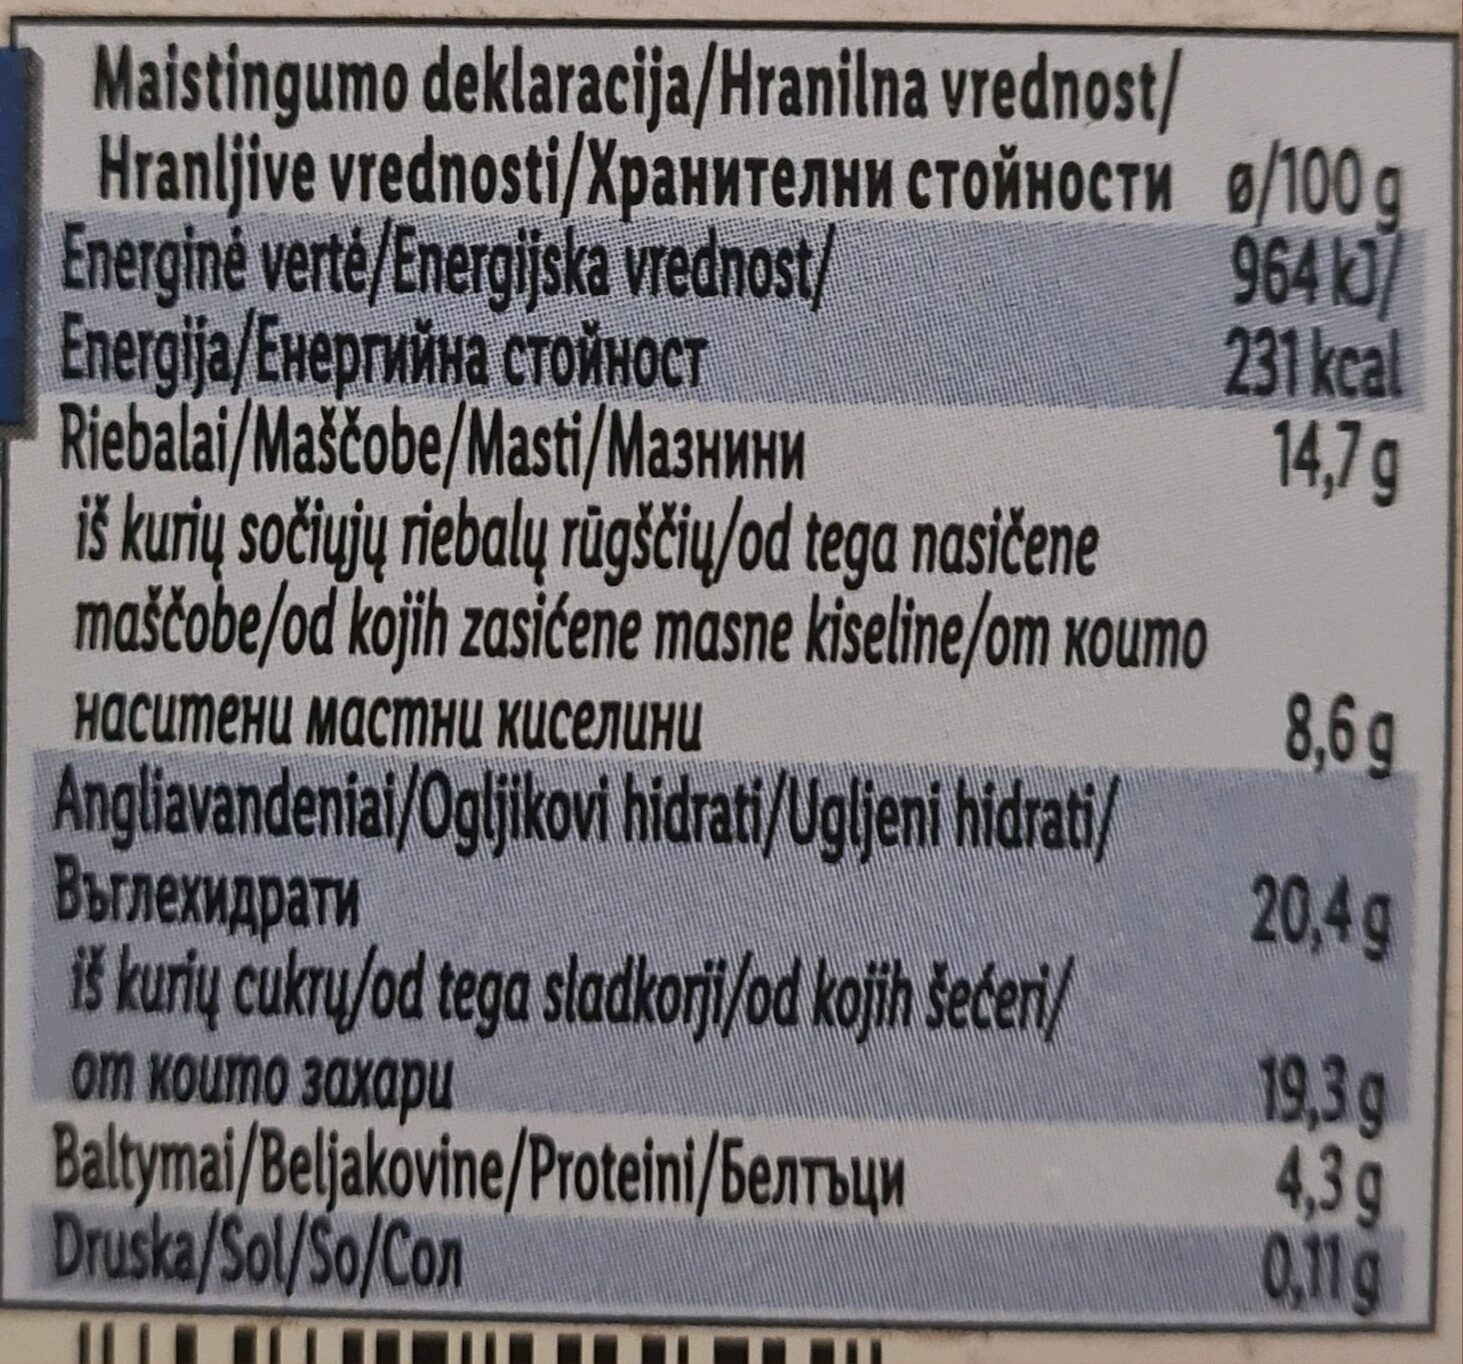 Maistingumo deklaracija/Hranilna vrednost/
Hranljive vrednosti/Хранителни стойности ø/100 g
Energinė vertė/Energijska vrednost/ 964 kJ/
Energija/Енергийна стойност 231 kcal
Riebalai/Maščobe/Masti/Мазнини 14,7 g
iš kurių sočiųjų riebalų rūgščių/od tega nasičene
maščobe/od kojih zasićene masne kiseline/от които
наситени мастни киселини 8,6 g
Angliavandeniai/Ogljikovi hidrati/Ugljeni hidrati/
Въглехидрати 20,4 g
iš kurių cukrų/od tega sladkorji/od kojih šećeri/
от които захари 19,3 g
Baltymai/Beljakovine/Proteini/Белтъци 4,3 g
Druska/Sol/So/Сол 0,11 g